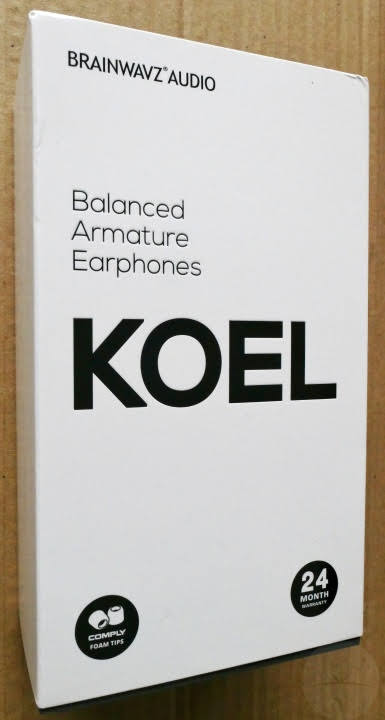 BRAINWAVZ® AUDIO
Balanced
Armature
Earphones
KOEL
24
MONTH
WARRANTY
COMPLY
FOAM TIPS